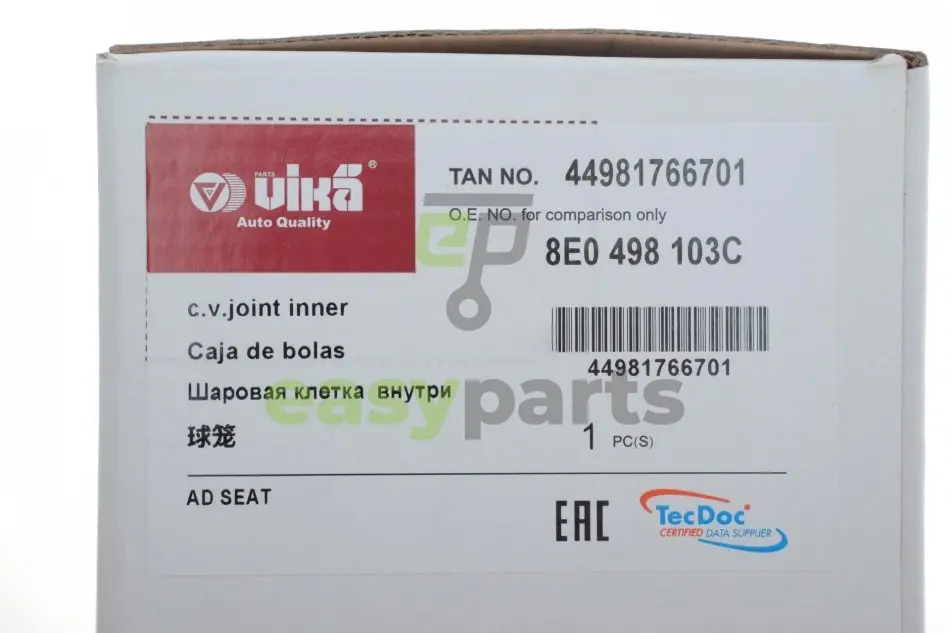 PARTS
vika®
Auto Quality
TAN NO. 44981766701
O.E. NO. for comparison only
8E0 498 103C
c.v.joint inner
Caja de bolas
44981766701
Шаровая клетка внутри
球笼
1 PC(S)
easyparts
AD SEAT
EAC
TecDoc
CERTIFIED DATA SUPPLIER
ep